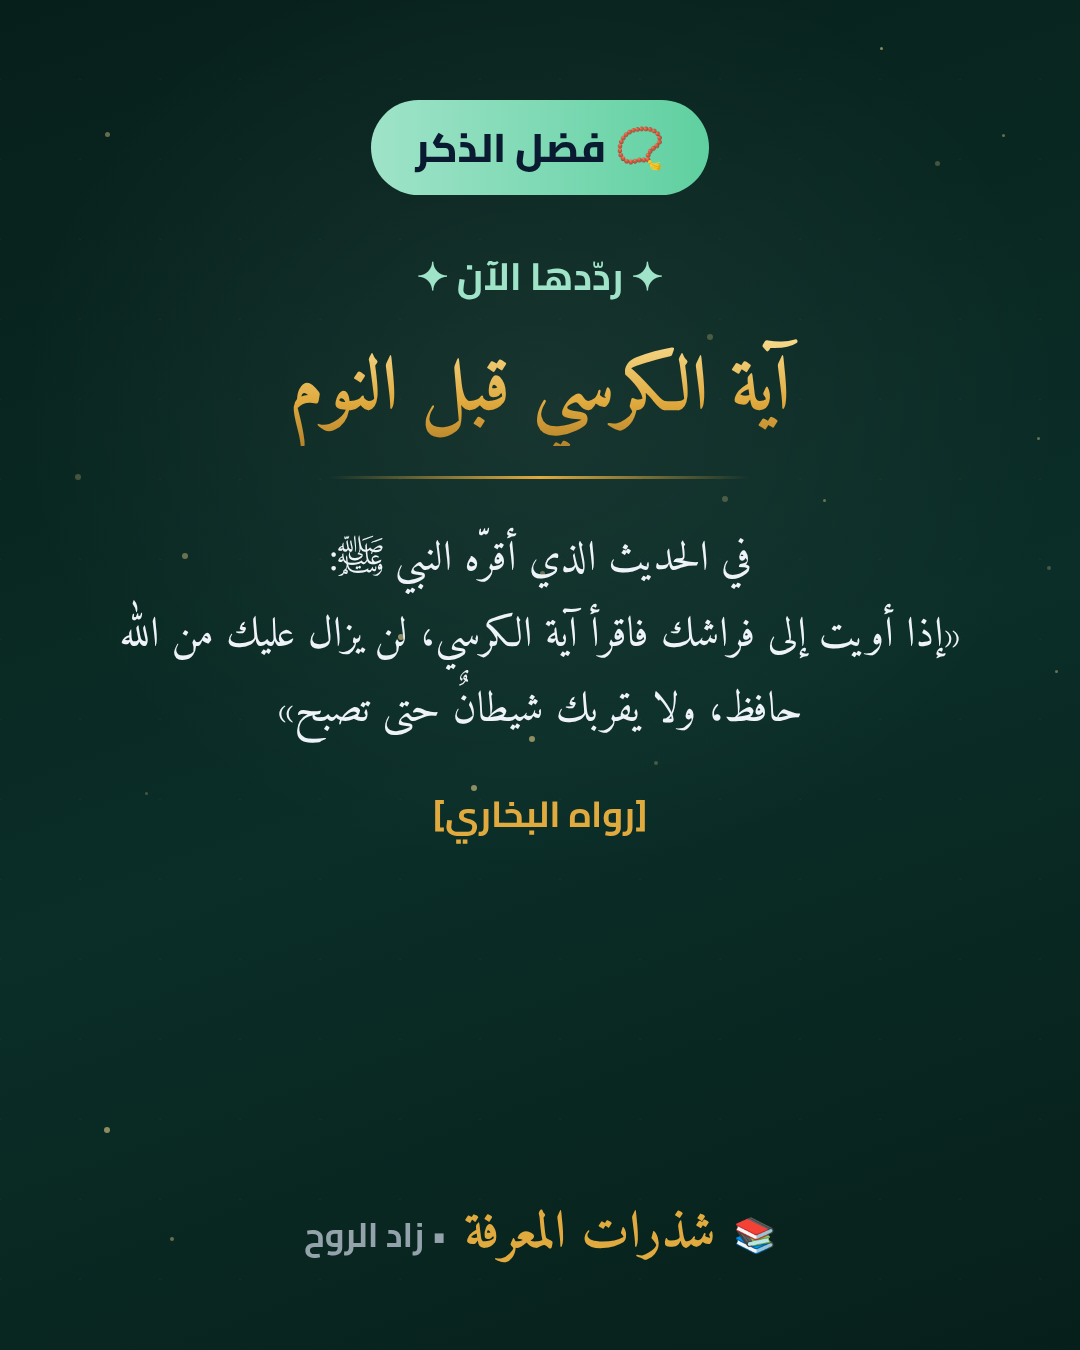 📿 فضل الذكر
✦ ردّدها الآن ✦
آية الكرسي قبل النوم
في الحديث الذي أقرّه النبي ﷺ:
«إذا أويت إلى فراشك فاقرأ آية الكرسي، لن يزال عليك من الله
حافظ، ولا يقربك شيطانٌ حتى تصبح»
[رواه البخاري]
📚 شذرات المعرفة ▪ زاد الروح